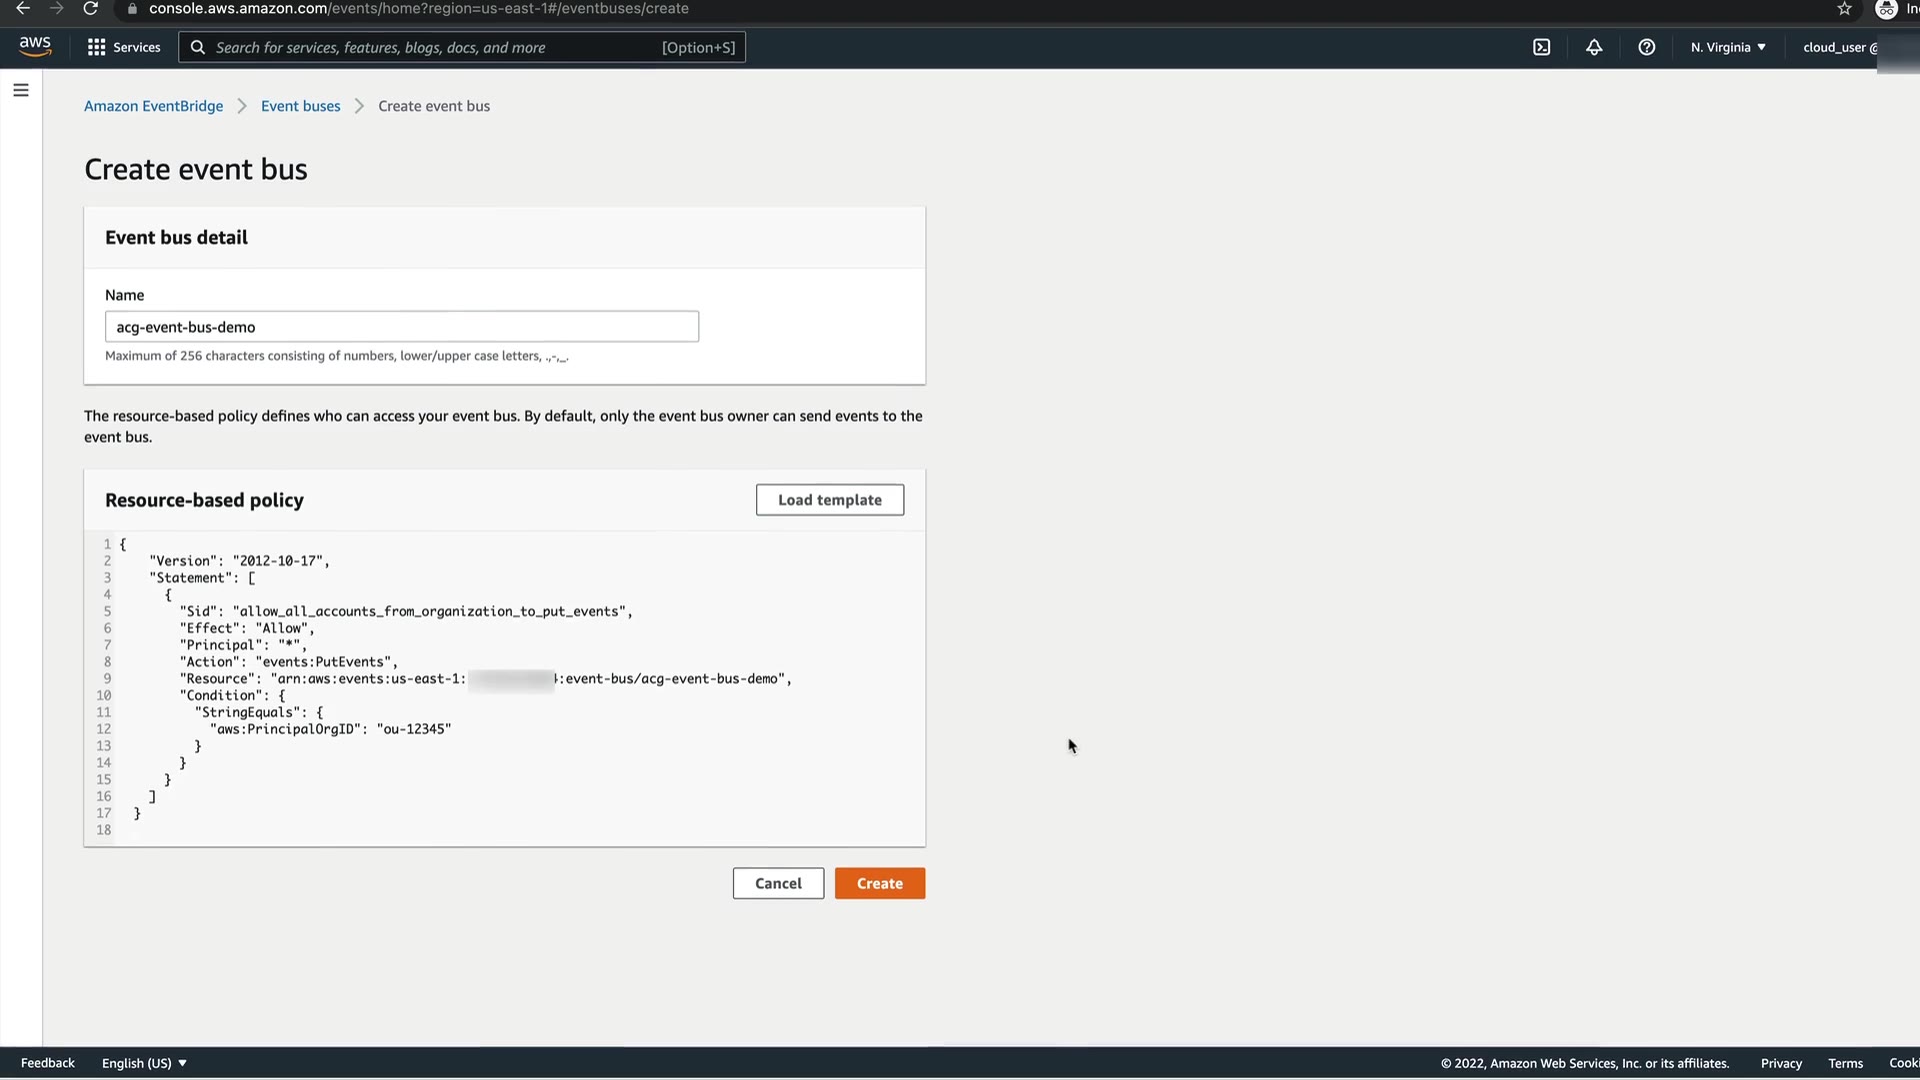 console.aws.amazon.com/events/home?region=us-east-1#/eventbuses/create
aws
Services
Search for services, features, blogs, docs, and more
[Option+S]
N. Virginia ▼
cloud_user @
Amazon EventBridge > Event buses > Create event bus
Create event bus
Event bus detail
Name
acg-event-bus-demo
Maximum of 256 characters consisting of numbers, lower/upper case letters, .,-,_.
The resource-based policy defines who can access your event bus. By default, only the event bus owner can send events to the
event bus.
Resource-based policy
Load template
1 {
2 "Version": "2012-10-17",
3 "Statement": [
4 {
5 "Sid": "allow_all_accounts_from_organization_to_put_events",
6 "Effect": "Allow",
7 "Principal": "*",
8 "Action": "events:PutEvents",
9 "Resource": "arn:aws:events:us-east-1: :event-bus/acg-event-bus-demo",
10 "Condition": {
11 "StringEquals": {
12 "aws:PrincipalOrgID": "ou-12345"
13 }
14 }
15 }
16 ]
17 }
18
Cancel
Create
Feedback
English (US) ▼
© 2022, Amazon Web Services, Inc. or its affiliates.
Privacy
Terms